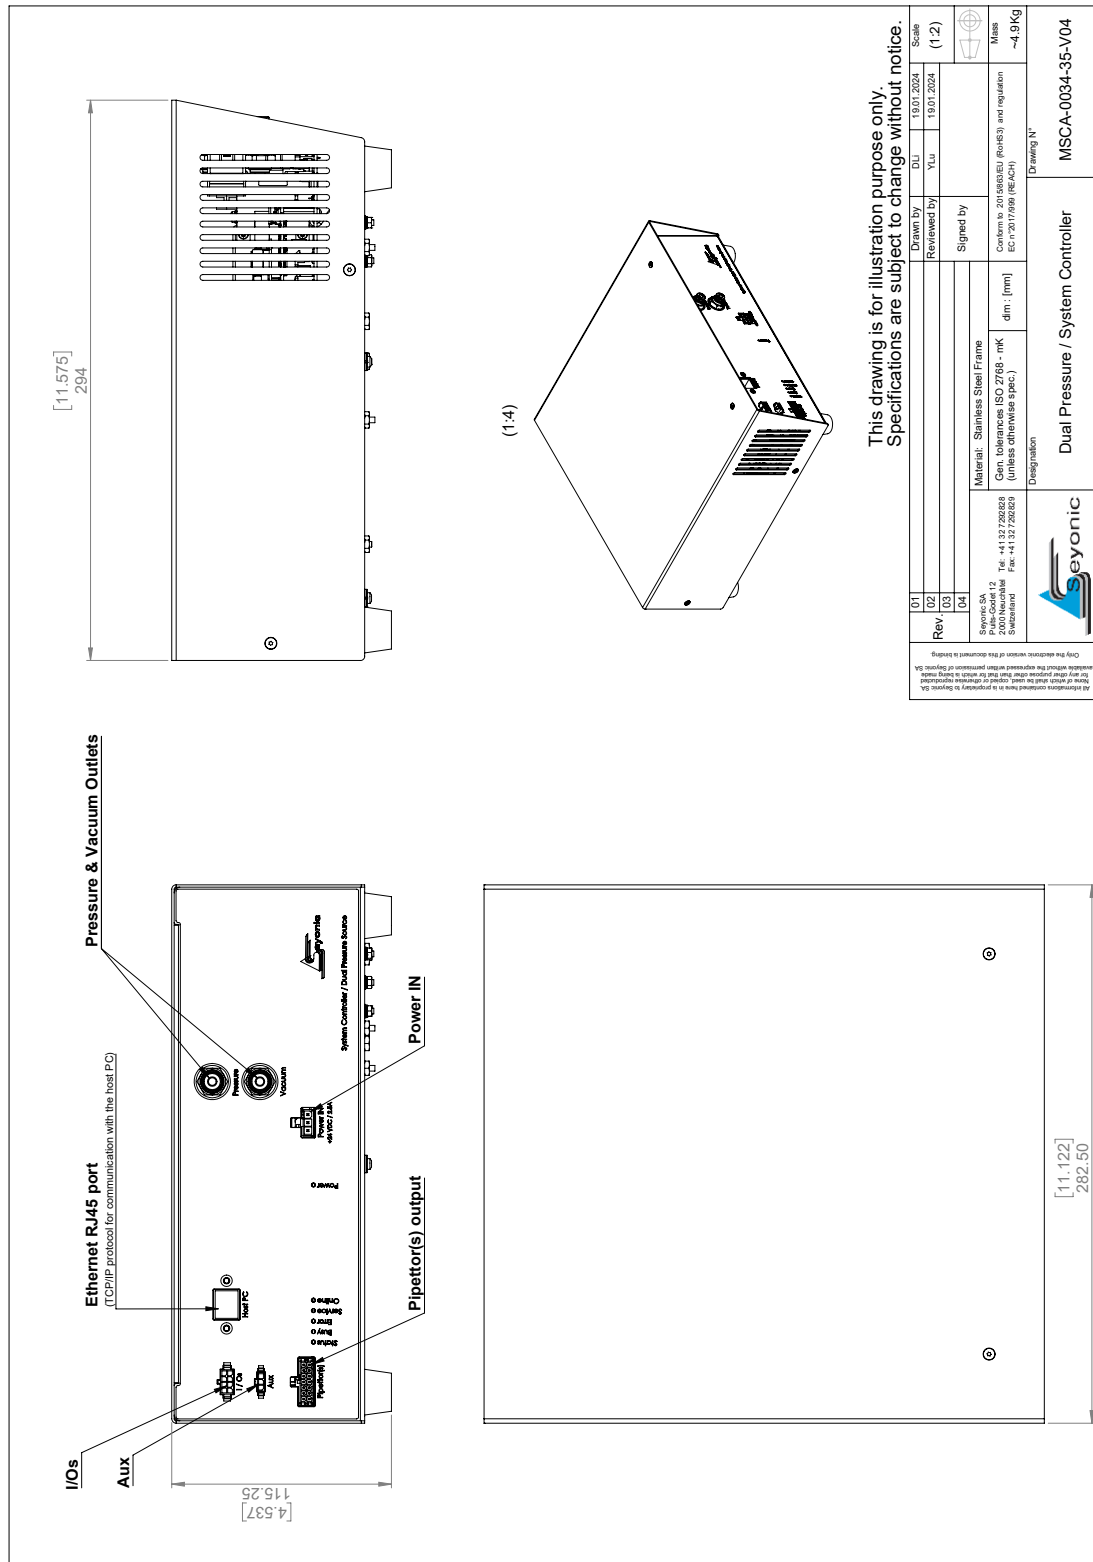 I/Os
Aux
Ethernet RJ45 port
(TCP/IP protocol for communication with the host PC)
Pressure & Vacuum Outlets
I / Os
Aux
Host PC
Pressure
Vacuum
Pipettor(s)
Status
Busy
Error
Service
Online
Power
Power IN
+24 VDC / 2.5A
System Controller / Dual Pressure Source
Seyonic
[4.537]
115.25
Pipettor(s) output
Power IN
[11.575]
294
[11.122]
282.50
(1:4)
This drawing is for illustration purpose only.
Specifications are subject to change without notice.
Rev.
01
02
03
04
Drawn by
DLi
19.01.2024
Reviewed by
YLu
19.01.2024
Signed by
Scale
(1:2)
Seyonic SA
Puits-Godet 12
2000 Neuchâtel
Switzerland
Tel: +41 32 7292828
Fax: +41 32 7292829
Material: Stainless Steel Frame
Gen. tolerances ISO 2768 - mK
(unless otherwise spec.)
dim : [mm]
Conform to 2015/863/EU (RoHS3) and regulation
EC n°2017/999 (REACH)
Mass
~4.9Kg
Seyonic
Designation
Dual Pressure / System Controller
Drawing N°
MSCA-0034-35-V04
All informations contained here in is proprietary to Seyonic SA.
None of which shall be used, copied or otherwise reproducted
for any other purpose other than that for which is being made
available without the expressed written permission of Seyonic SA
Only the electronic version of this document is binding.